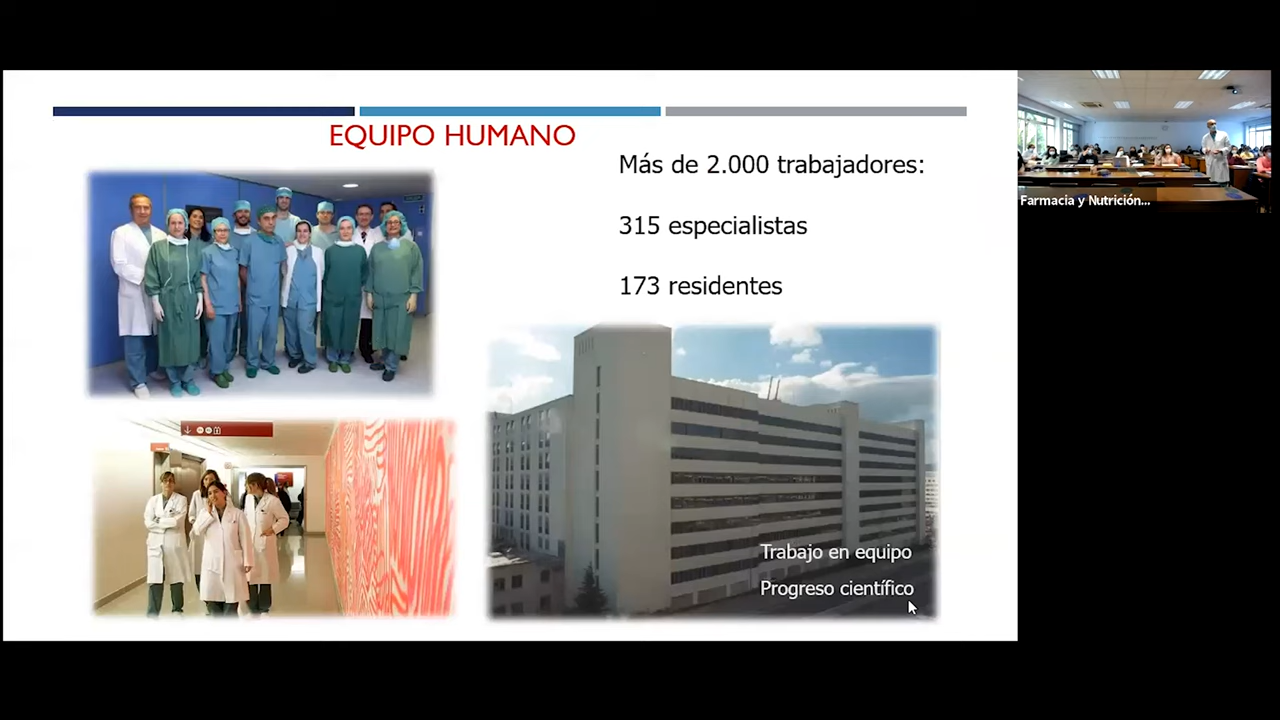 EQUIPO HUMANO
Más de 2.000 trabajadores:
315 especialistas
173 residentes
Trabajo en equipo
Progreso científico
Farmacia y Nutrición...